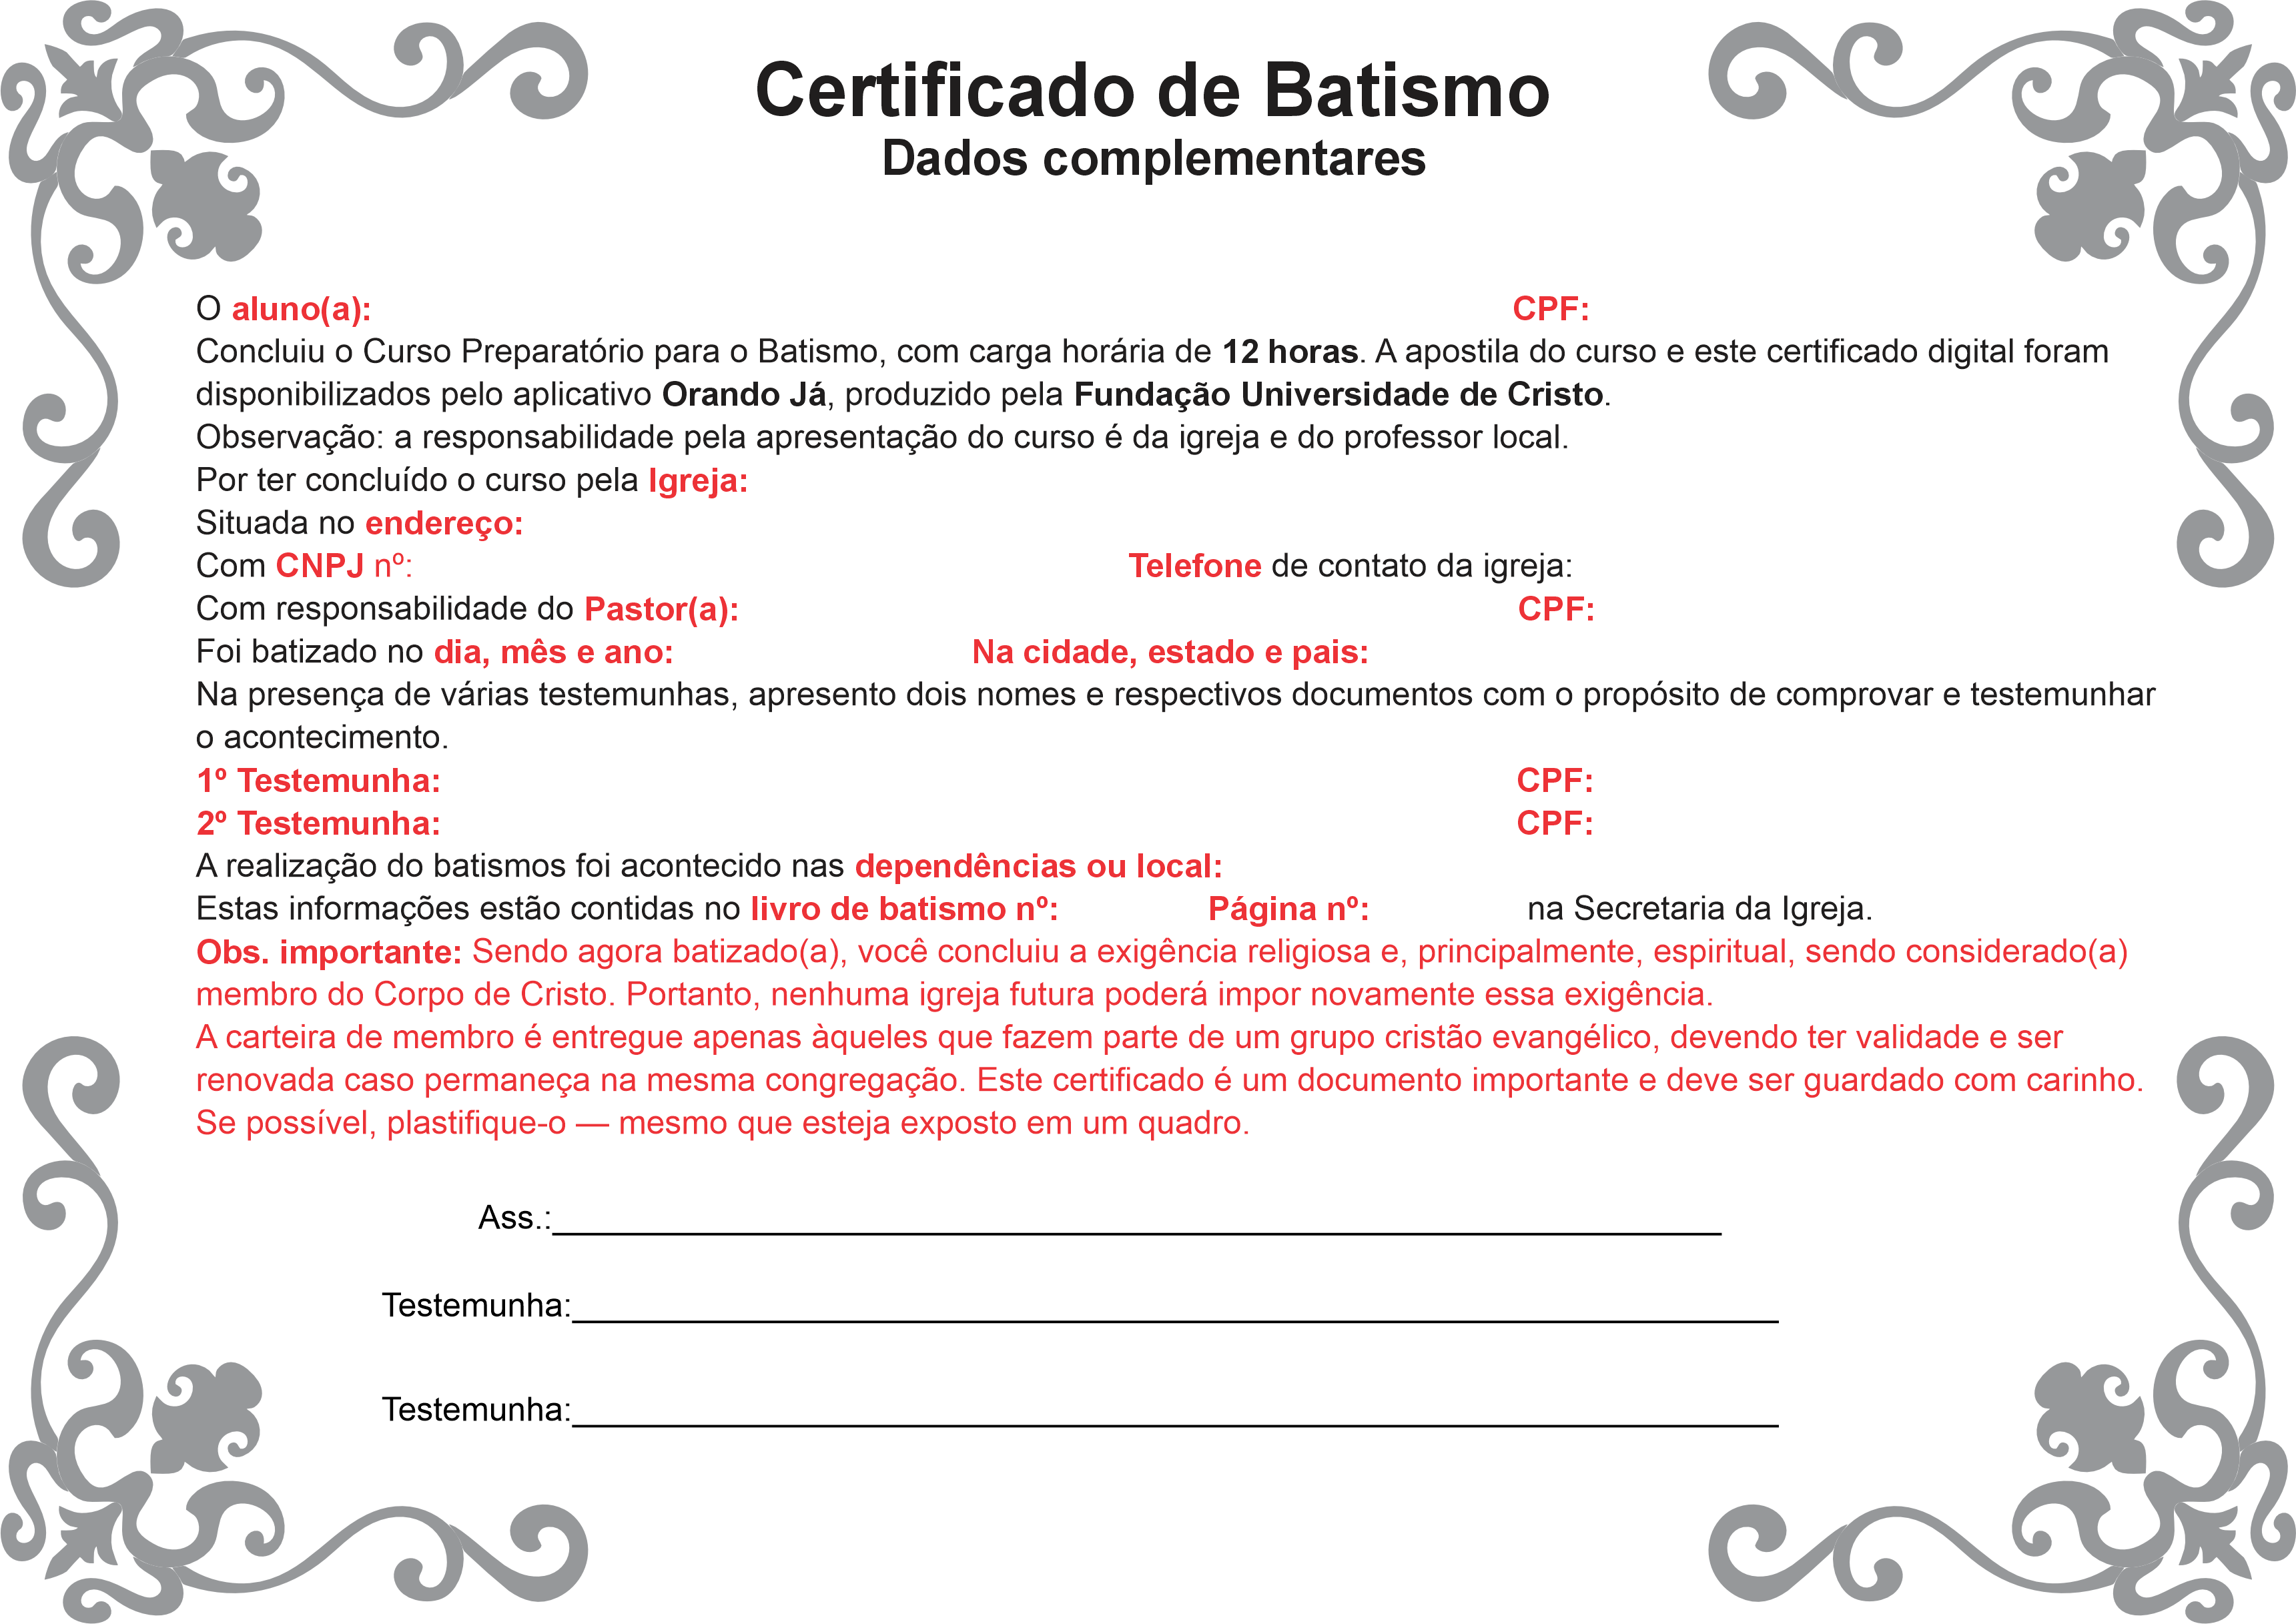 Certificado de Batismo
Dados complementares
O aluno(a): CPF:
Concluiu o Curso Preparatório para o Batismo, com carga horária de 12 horas. A apostila do curso e este certificado digital foram
disponibilizados pelo aplicativo Orando Já, produzido pela Fundação Universidade de Cristo.
Observação: a responsabilidade pela apresentação do curso é da igreja e do professor local.
Por ter concluído o curso pela Igreja:
Situada no endereço:
Com CNPJ nº: Telefone de contato da igreja:
Com responsabilidade do Pastor(a): CPF:
Foi batizado no dia, mês e ano: Na cidade, estado e pais:
Na presença de várias testemunhas, apresento dois nomes e respectivos documentos com o propósito de comprovar e testemunhar
o acontecimento.
1º Testemunha: CPF:
2º Testemunha: CPF:
A realização do batismos foi acontecido nas dependências ou local:
Estas informações estão contidas no livro de batismo nº: Página nº: na Secretaria da Igreja.
Obs. importante: Sendo agora batizado(a), você concluiu a exigência religiosa e, principalmente, espiritual, sendo considerado(a)
membro do Corpo de Cristo. Portanto, nenhuma igreja futura poderá impor novamente essa exigência.
A carteira de membro é entregue apenas àqueles que fazem parte de um grupo cristão evangélico, devendo ter validade e ser
renovada caso permaneça na mesma congregação. Este certificado é um documento importante e deve ser guardado com carinho.
Se possível, plastifique-o — mesmo que esteja exposto em um quadro.
Ass.:
Testemunha:
Testemunha: